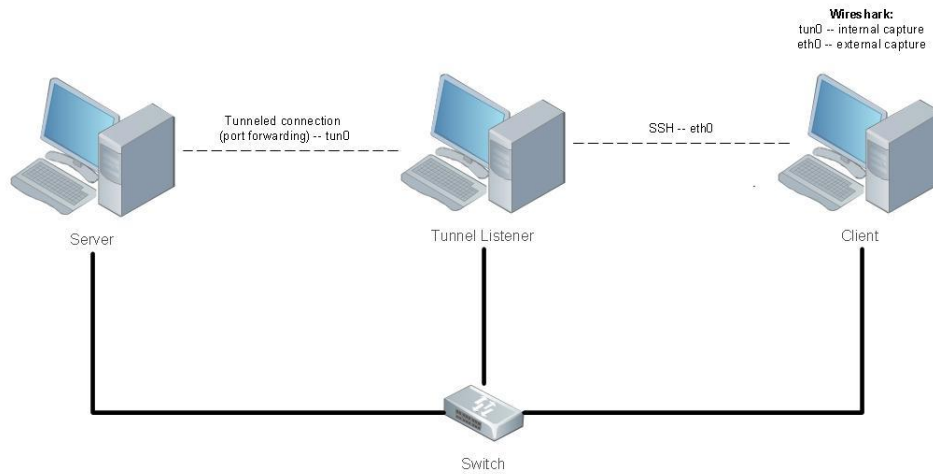 Wireshark:
tun0 -- internal capture
eth0 -- external capture
Tunneled connection
(port forwarding) -- tun0
SSH -- eth0
Server
Tunnel Listener
Client
Switch